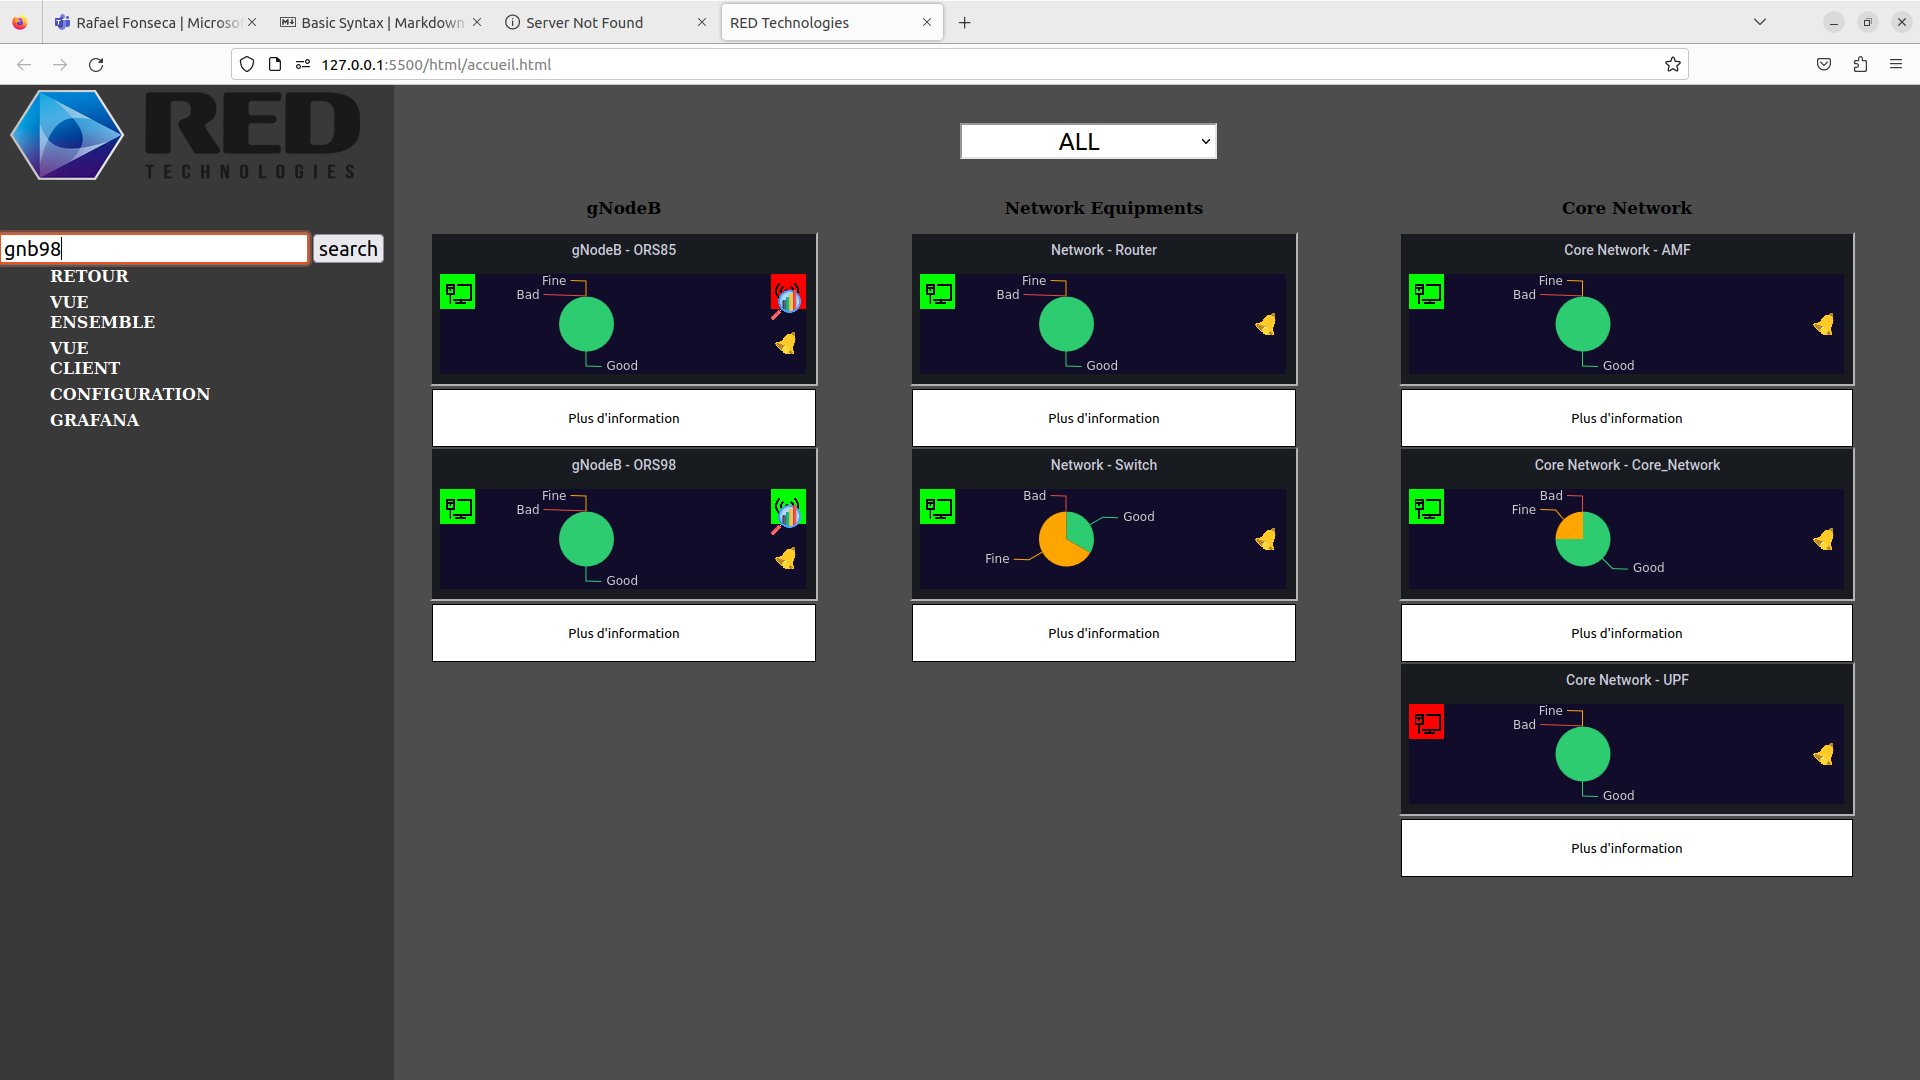 Rafael Fonseca | Microso
Basic Syntax | Markdown
Server Not Found
RED Technologies
127.0.0.1:5500/html/accueil.html
RED
TECHNOLOGIES
gnb98
search
RETOUR
VUE
ENSEMBLE
VUE
CLIENT
CONFIGURATION
GRAFANA
ALL
gNodeB
gNodeB - ORS85
Fine
Bad
Good
Plus d'information
gNodeB - ORS98
Fine
Bad
Good
Plus d'information
Network Equipments
Network - Router
Fine
Bad
Good
Plus d'information
Network - Switch
Bad
Good
Fine
Plus d'information
Core Network
Core Network - AMF
Fine
Bad
Good
Plus d'information
Core Network - Core_Network
Bad
Fine
Good
Plus d'information
Core Network - UPF
Fine
Bad
Good
Plus d'information